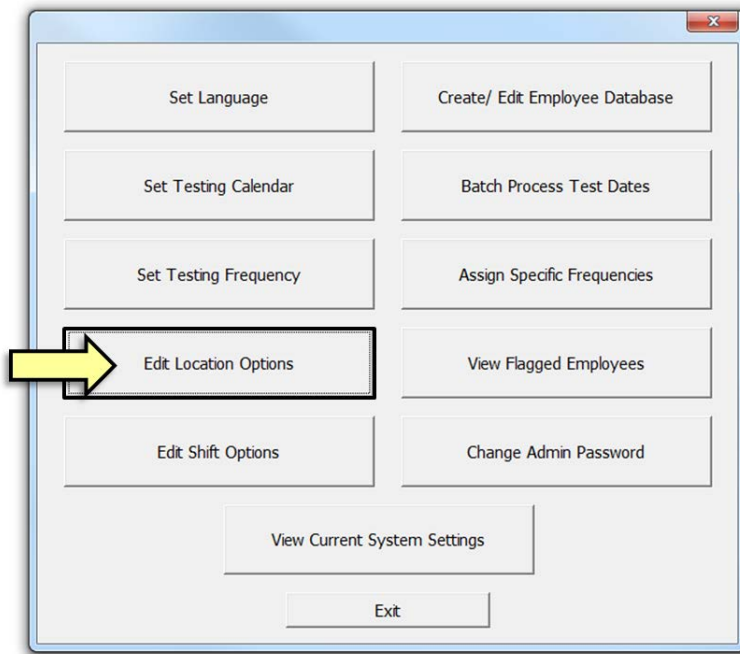 Set Language
Create/ Edit Employee Database
Set Testing Calendar
Batch Process Test Dates
Set Testing Frequency
Assign Specific Frequencies
Edit Location Options
View Flagged Employees
Edit Shift Options
Change Admin Password
View Current System Settings
Exit